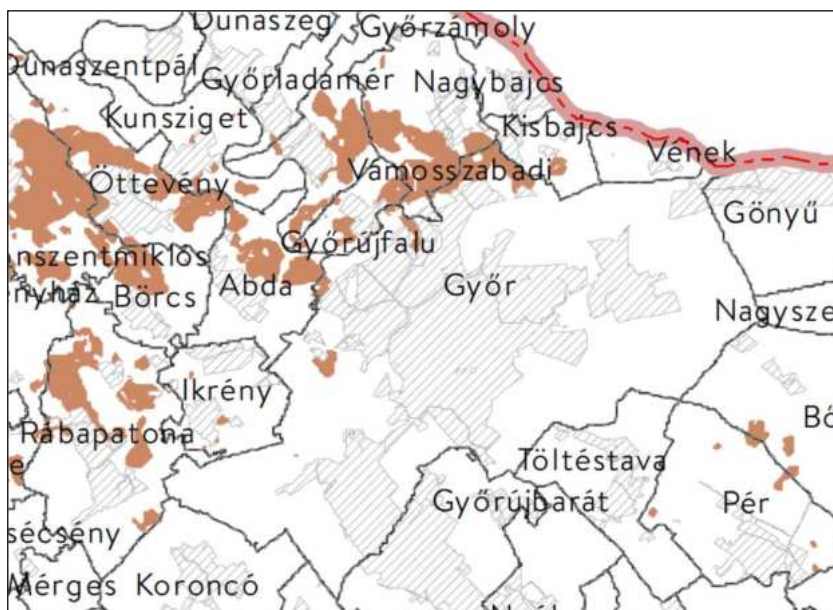 Dunaszeg
Győrzámoly
Dunaszentpál
Győrladamér
Nagybajcs
Kunsziget
Kisbajcs
Vének
Vámosszabadi
Öttevény
Gönyű
Győrújfalu
nszentmiklós
Abda
Győr
nyház
Börcs
Nagysze
Ikrény
Bő
Rábapatona
e
Töltéstava
Győrújbarát
Pér
sécsény
Mérges
Koroncó